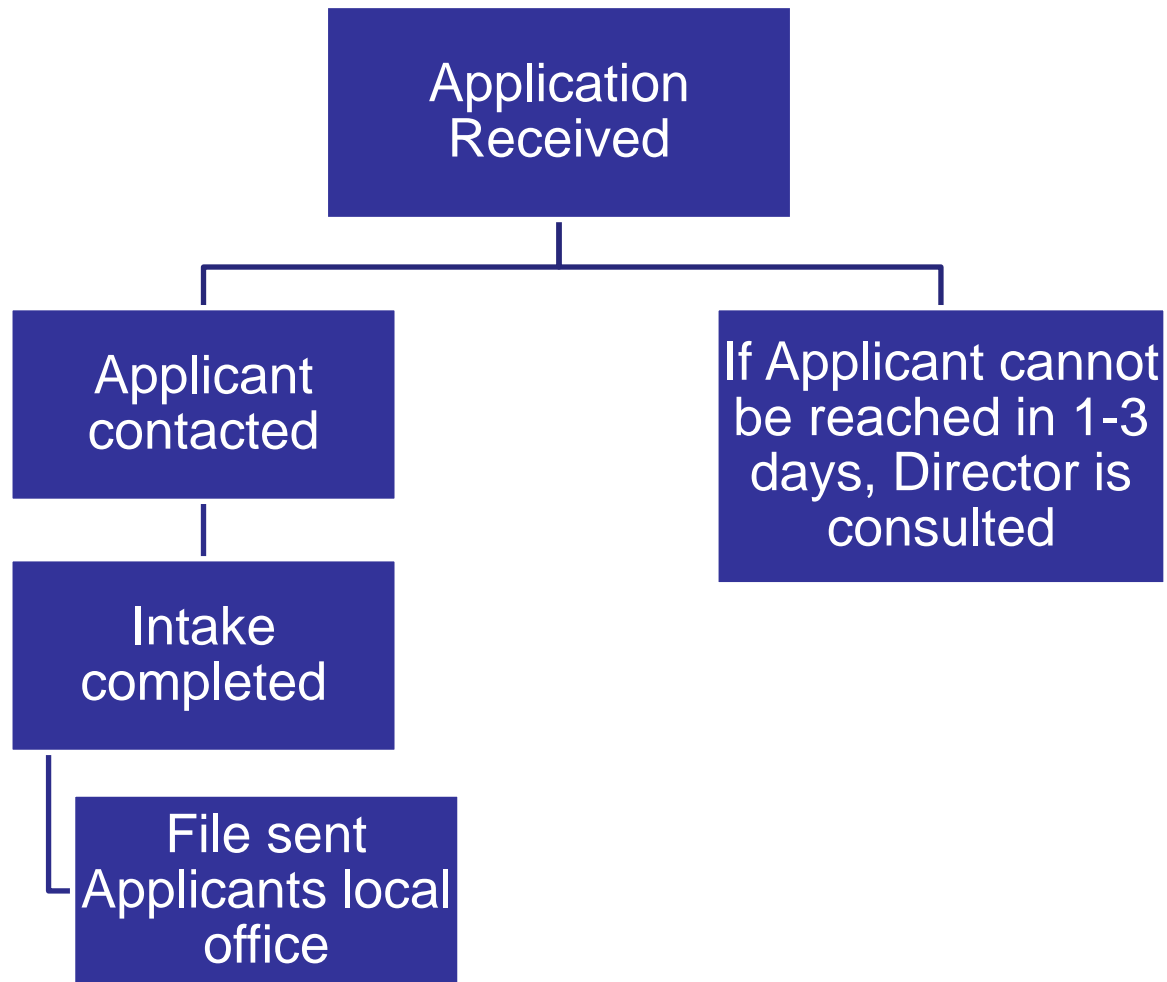 Application
Received
Applicant
contacted
If Applicant cannot
be reached in 1-3
days, Director is
consulted
Intake
completed
File sent
Applicants local
office